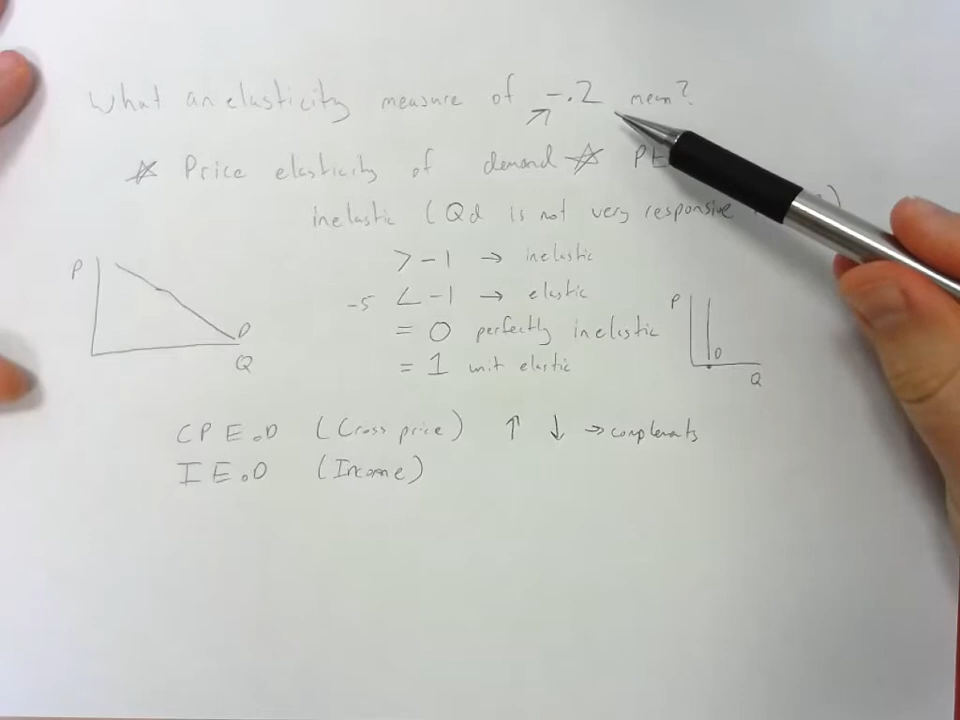 What an elasticity measure of -.2 mean?
☆ Price elasticity of demand ☆ PE
inelastic (Qd is not very responsive )
> -1 → inelastic
-5 < -1 → elastic
= 0 perfectly inelastic
= 1 unit elastic
P
D
Q
P
D
Q
CPE.D (Cross price) ↑ ↓ → complements
IE.D (Income)